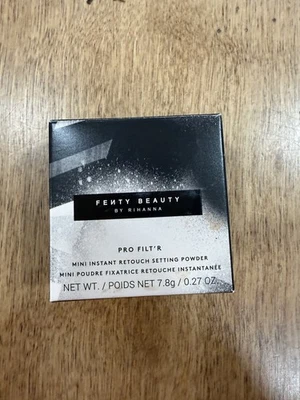 FEИTY BEAUTY
BY RIHANNA
PRO FILT'R
MINI INSTANT RETOUCH SETTING POWDER
MINI POUDRE FIXATRICE RETOUCHE INSTANTANÉE
NET WT. / POIDS NET 7.8g / 0.27 OZ.